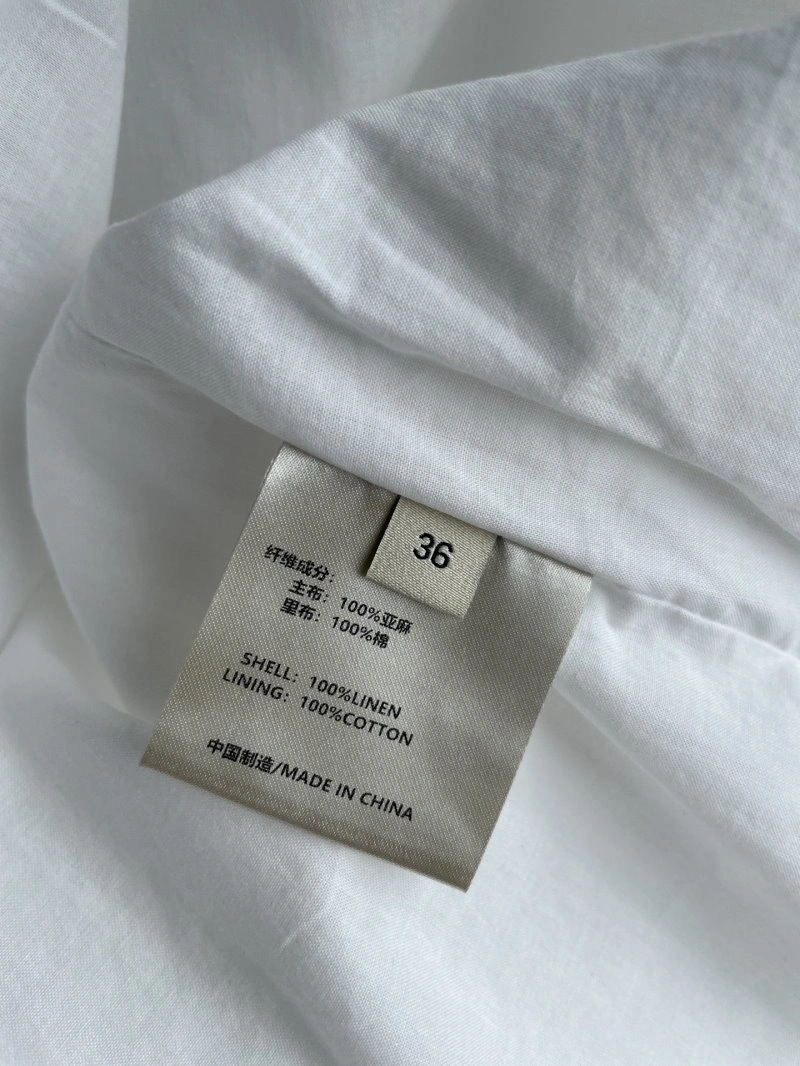 36
纤维成分：
主布：100%亚麻
里布：100%棉
SHELL：100%LINEN
LINING：100%COTTON
中国制造/MADE IN CHINA